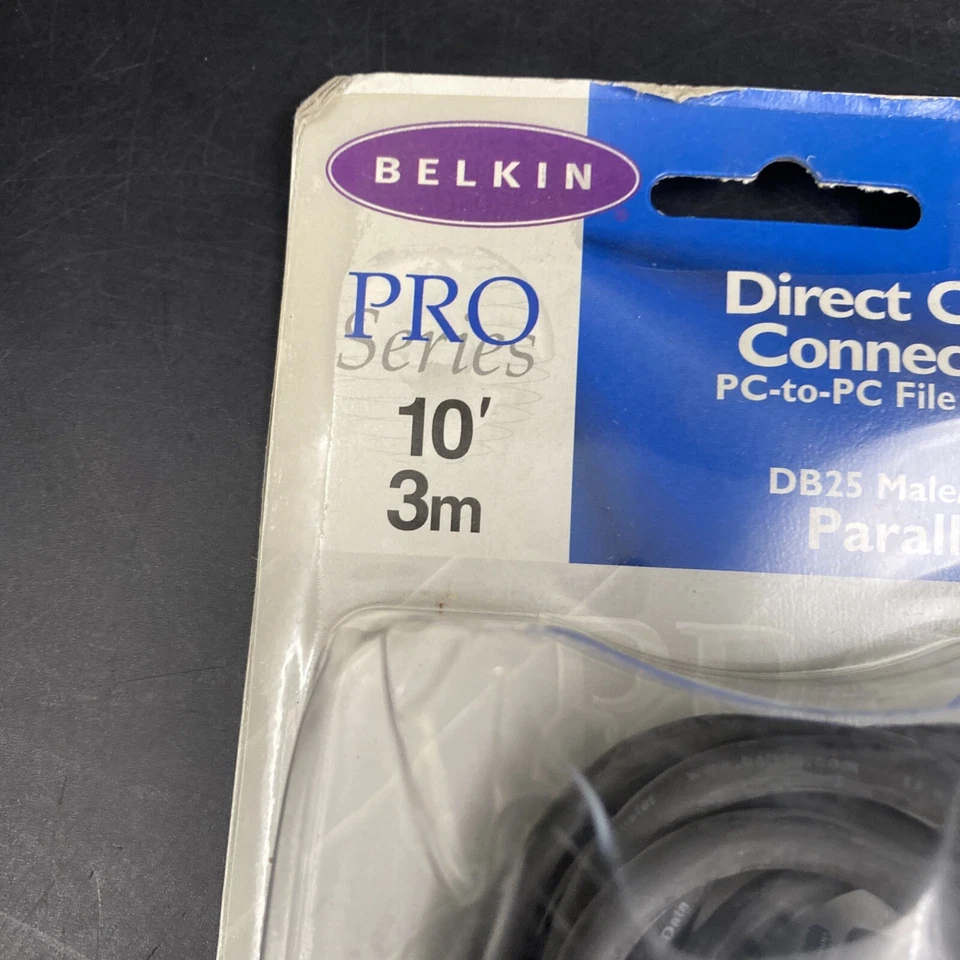 BELKIN
PRO
Series
10'
3m
Direct C
Connec
PC-to-PC File
DB25 Male/
Parall